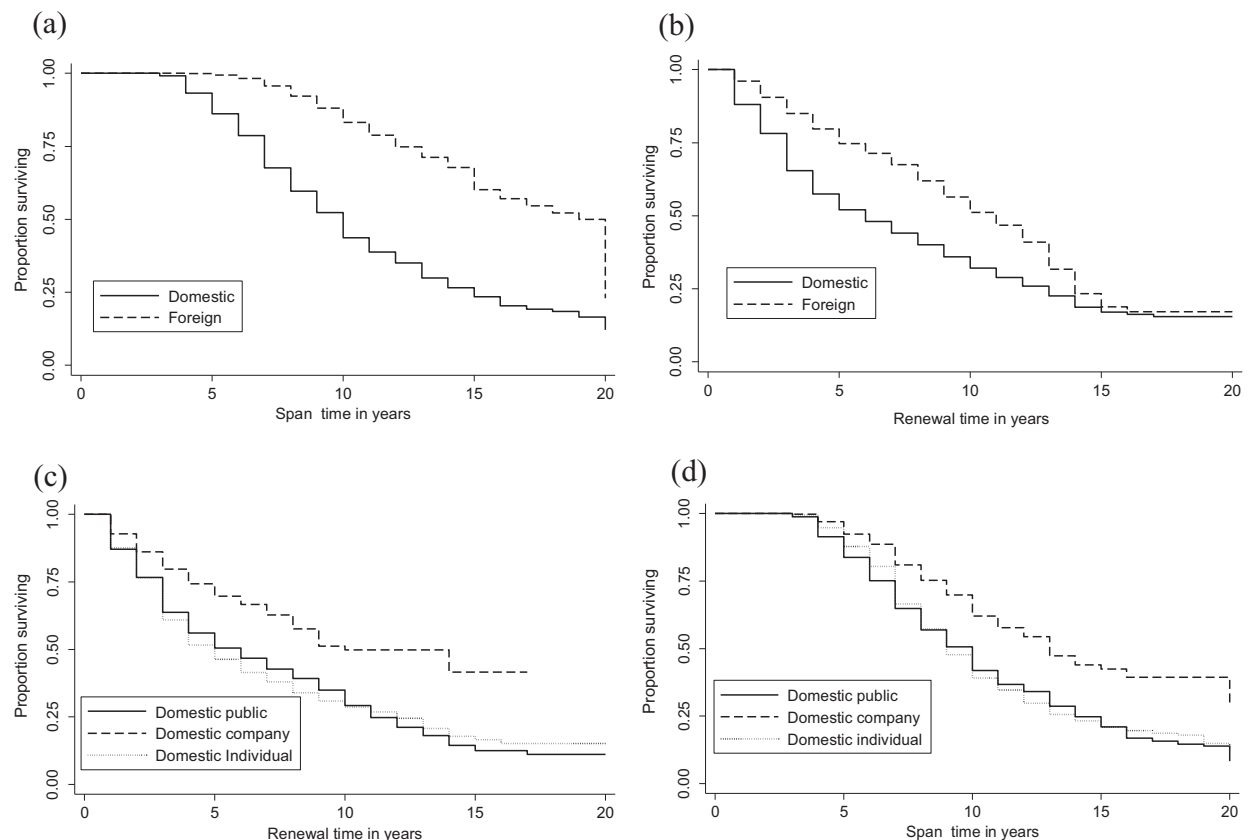 (a)
Proportion surviving
1.00
0.75
0.50
0.25
0.00
Domestic
Foreign
0 5 10 15 20
Span time in years
(b)
Proportion surviving
1.00
0.75
0.50
0.25
0.00
Domestic
Foreign
0 5 10 15 20
Renewal time in years
(c)
Proportion surviving
1.00
0.75
0.50
0.25
0.00
Domestic public
Domestic company
Domestic Individual
0 5 10 15 20
Renewal time in years
(d)
Proportion surviving
1.00
0.75
0.50
0.25
0.00
Domestic public
Domestic company
Domestic individual
0 5 10 15 20
Span time in years